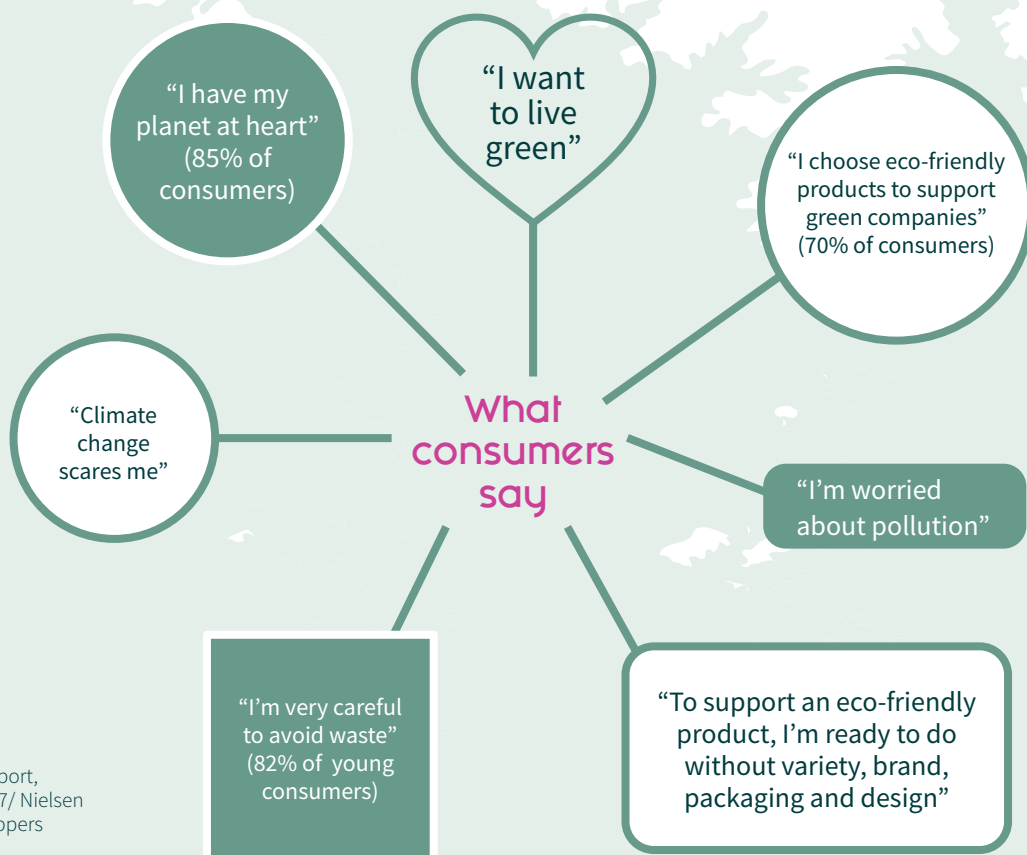 “I have my
planet at heart”
(85% of
consumers)
“I want
to live
green”
“I choose eco-friendly
products to support
green companies”
(70% of consumers)
“Climate
change
scares me”
What
consumers
say
“I’m worried
about pollution”
“I’m very careful
to avoid waste”
(82% of young
consumers)
“To support an eco-friendly
product, I’m ready to do
without variety, brand,
packaging and design”
7/ Nielsen